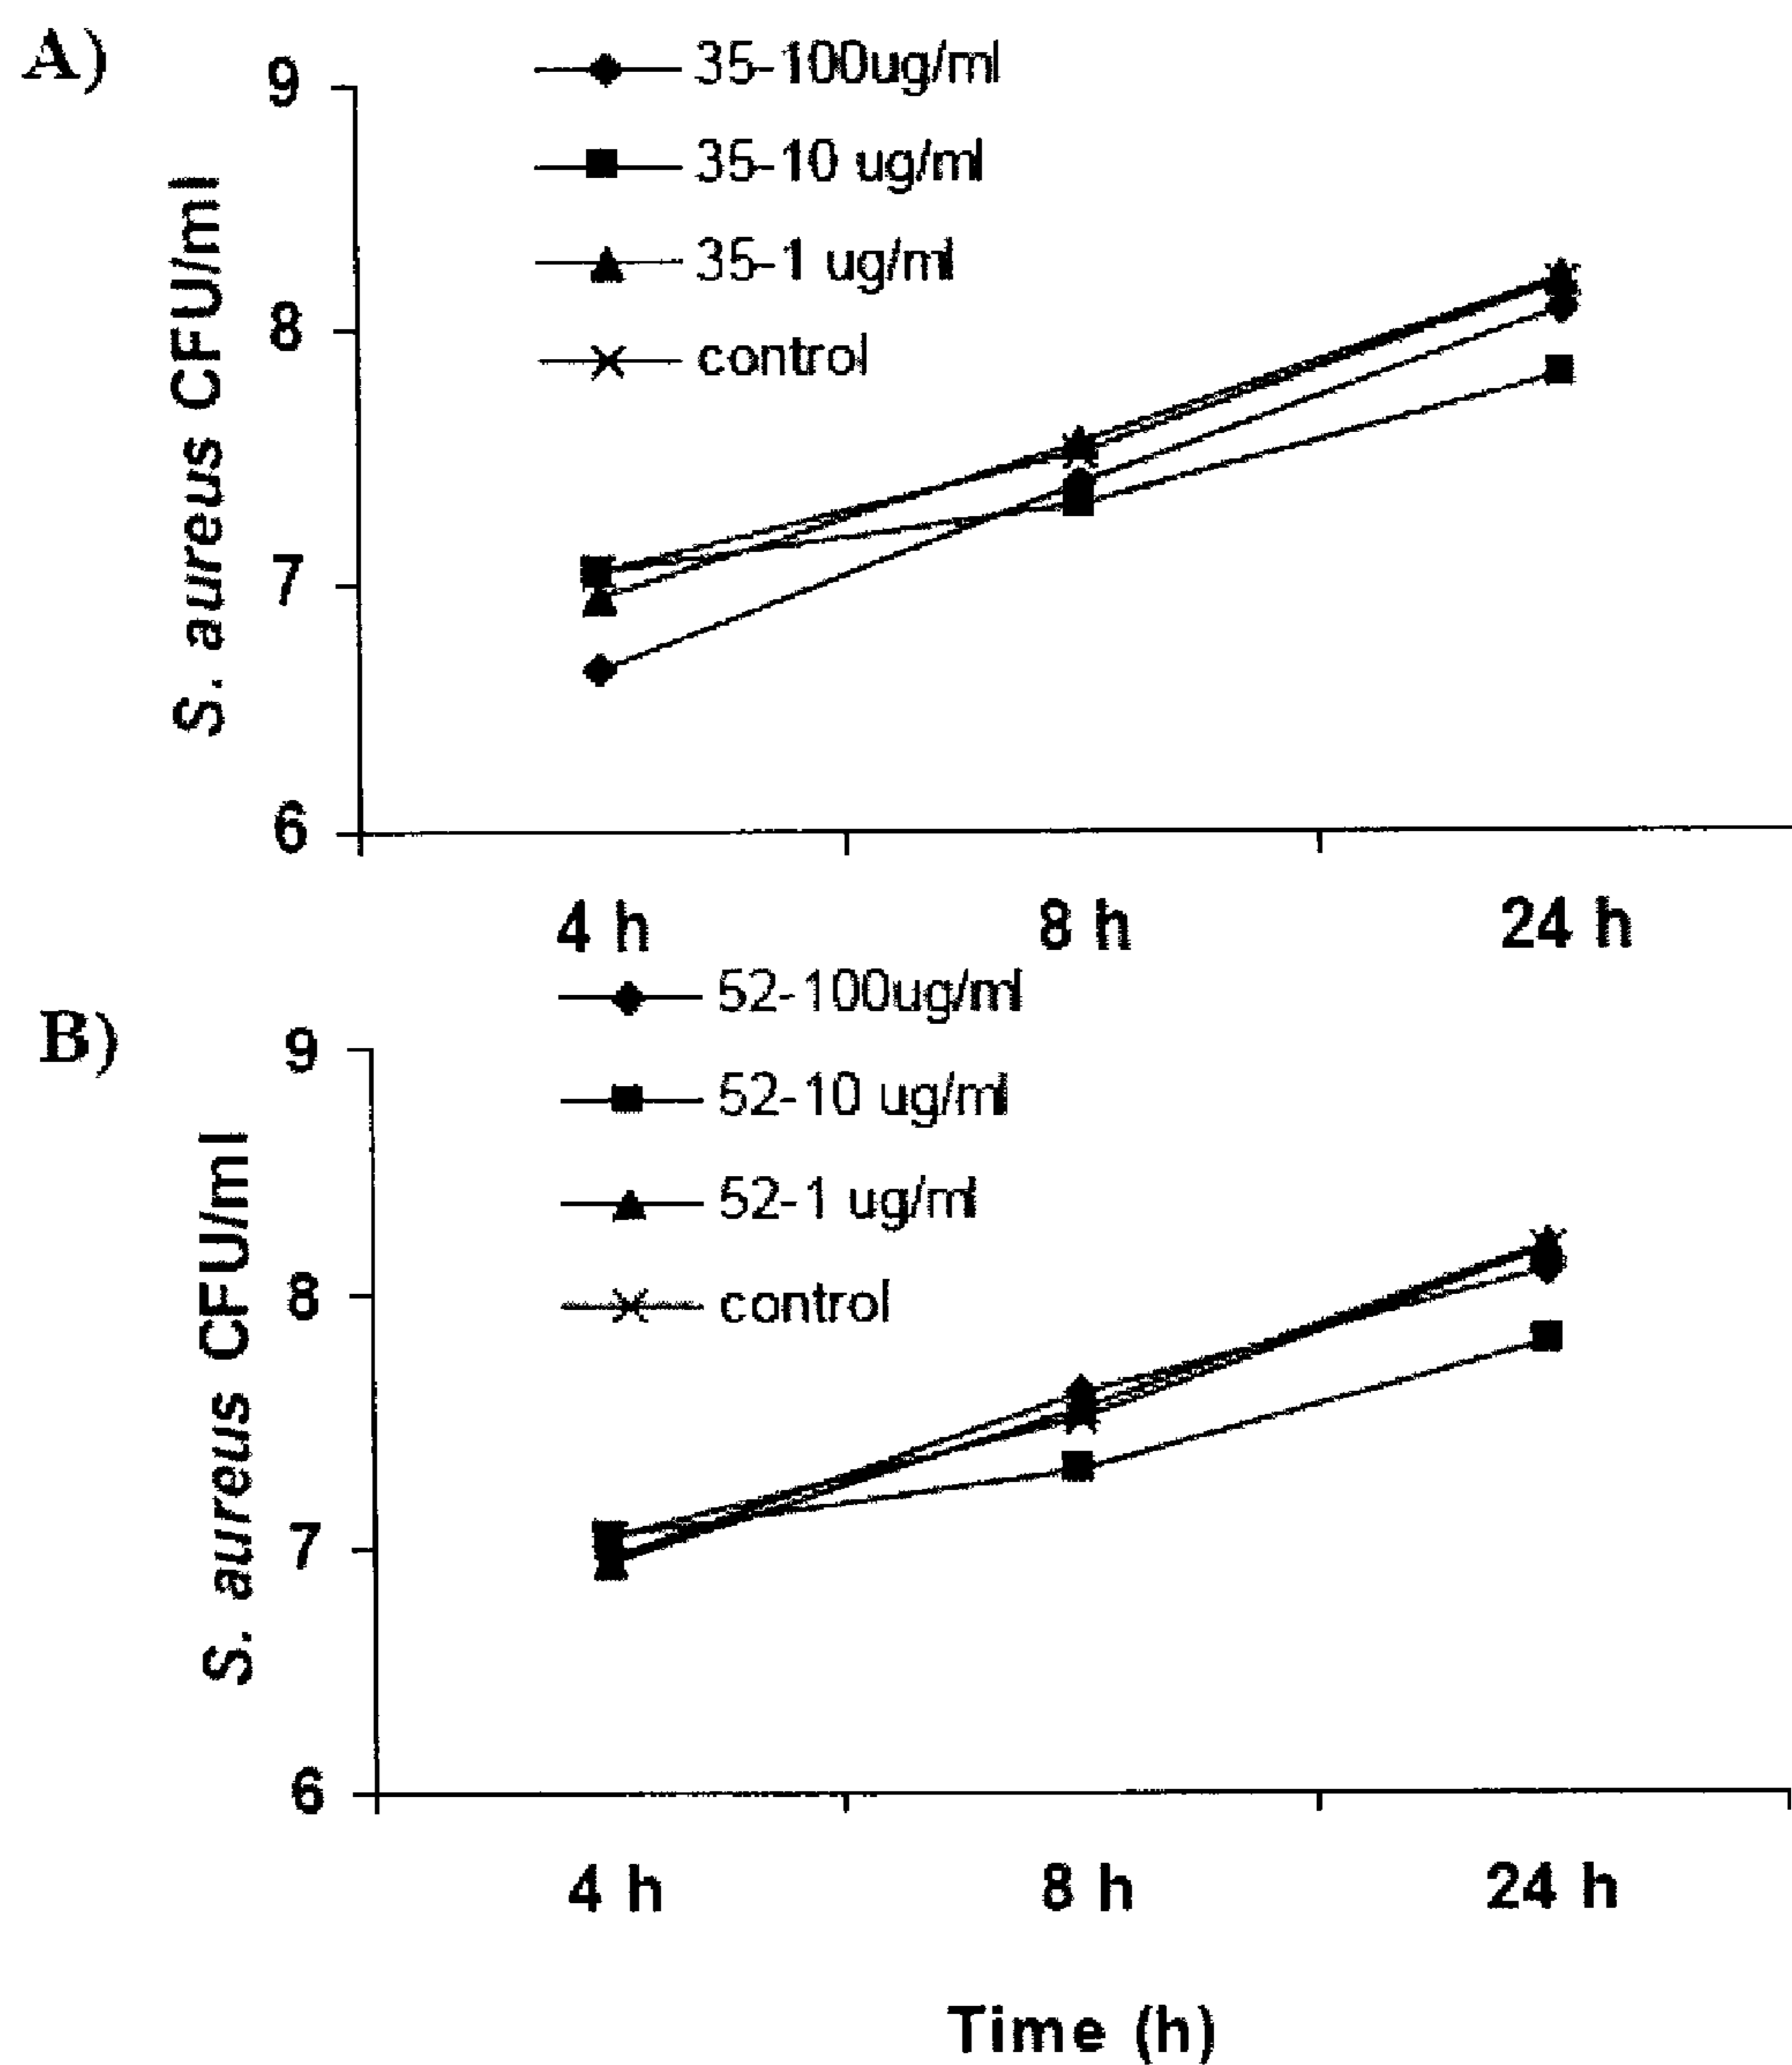 A)
35-100ug/ml
35-10 ug/ml
35-1 ug/ml
control
9
8
7
6
S. aureus CFU/ml
4 h 8 h 24 h
B)
52-100ug/ml
52-10 ug/ml
52-1 ug/ml
control
9
8
7
6
S. aureus CFU/ml
4 h 8 h 24 h
Time (h)